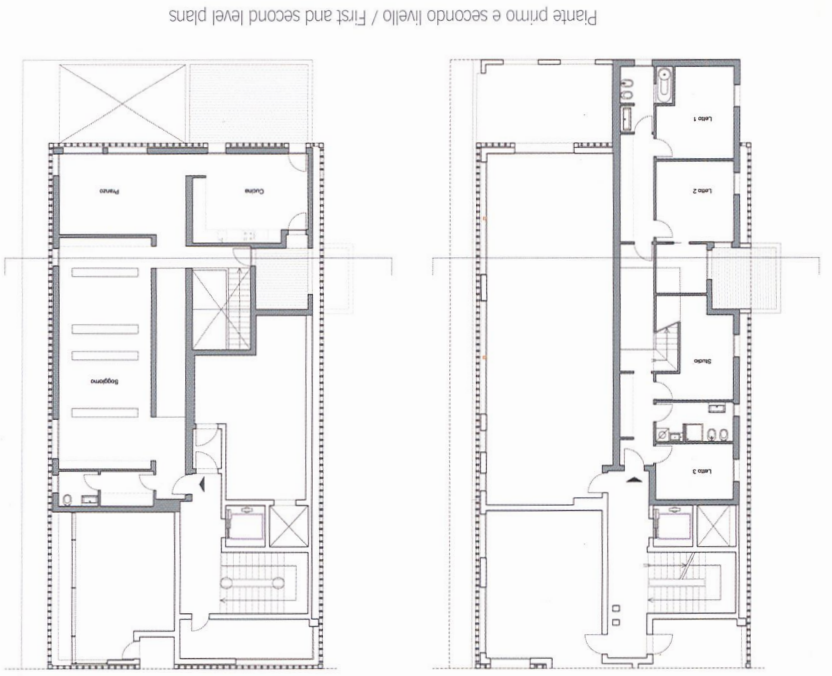 Piante primo e secondo livello / First and second level plans
Letto 3
Studio
Letto 2
Letto 1
Soggiorno
Cucina
Pranzo